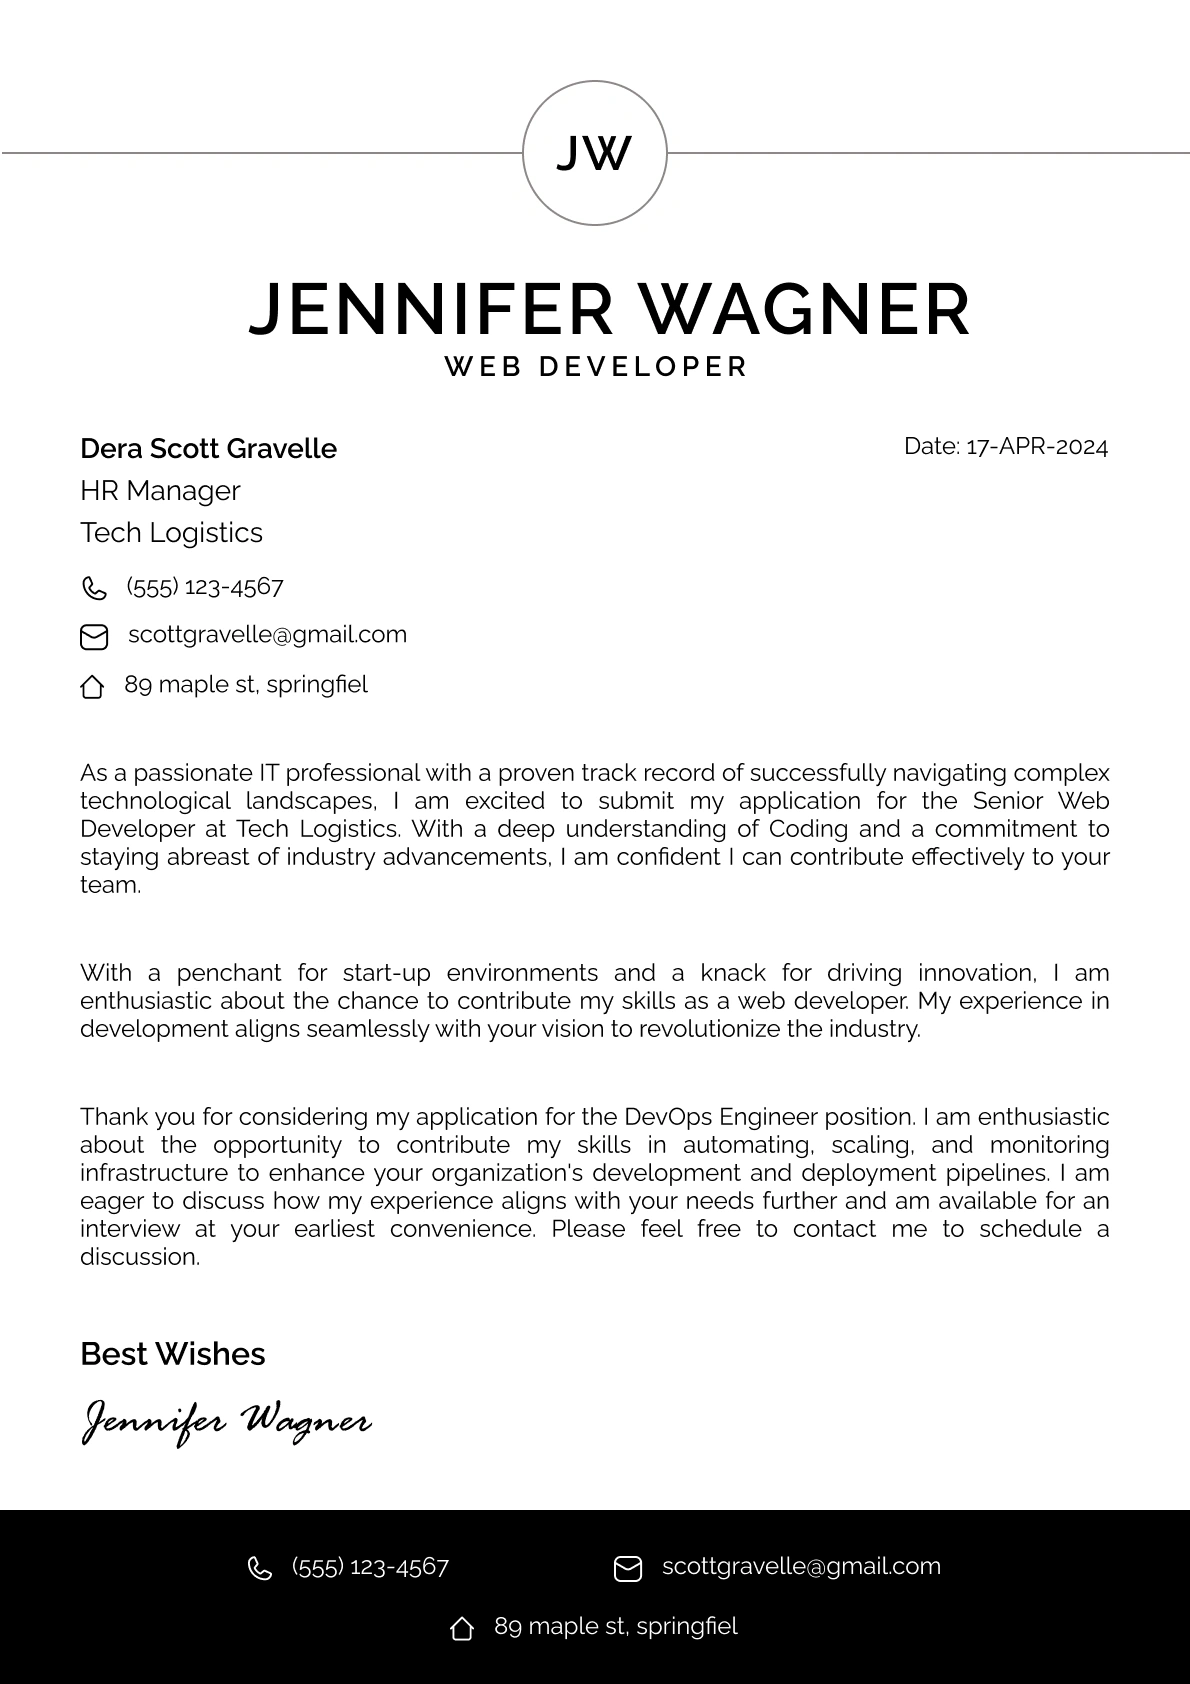 JW
JENNIFER WAGNER
WEB DEVELOPER
Dera Scott Gravelle
Date: 17-APR-2024
HR Manager
Tech Logistics
(555) 123-4567
scottgravelle@gmail.com
89 maple st, springfiel
As a passionate IT professional with a proven track record of successfully navigating complex
technological landscapes, I am excited to submit my application for the Senior Web
Developer at Tech Logistics. With a deep understanding of Coding and a commitment to
staying abreast of industry advancements, I am confident I can contribute effectively to your
team.
With a penchant for start-up environments and a knack for driving innovation, I am
enthusiastic about the chance to contribute my skills as a web developer. My experience in
development aligns seamlessly with your vision to revolutionize the industry.
Thank you for considering my application for the DevOps Engineer position. I am enthusiastic
about the opportunity to contribute my skills in automating, scaling, and monitoring
infrastructure to enhance your organization's development and deployment pipelines. I am
eager to discuss how my experience aligns with your needs further and am available for an
interview at your earliest convenience. Please feel free to contact me to schedule a
discussion.
Best Wishes
Jennifer Wagner
(555) 123-4567
scottgravelle@gmail.com
89 maple st, springfiel